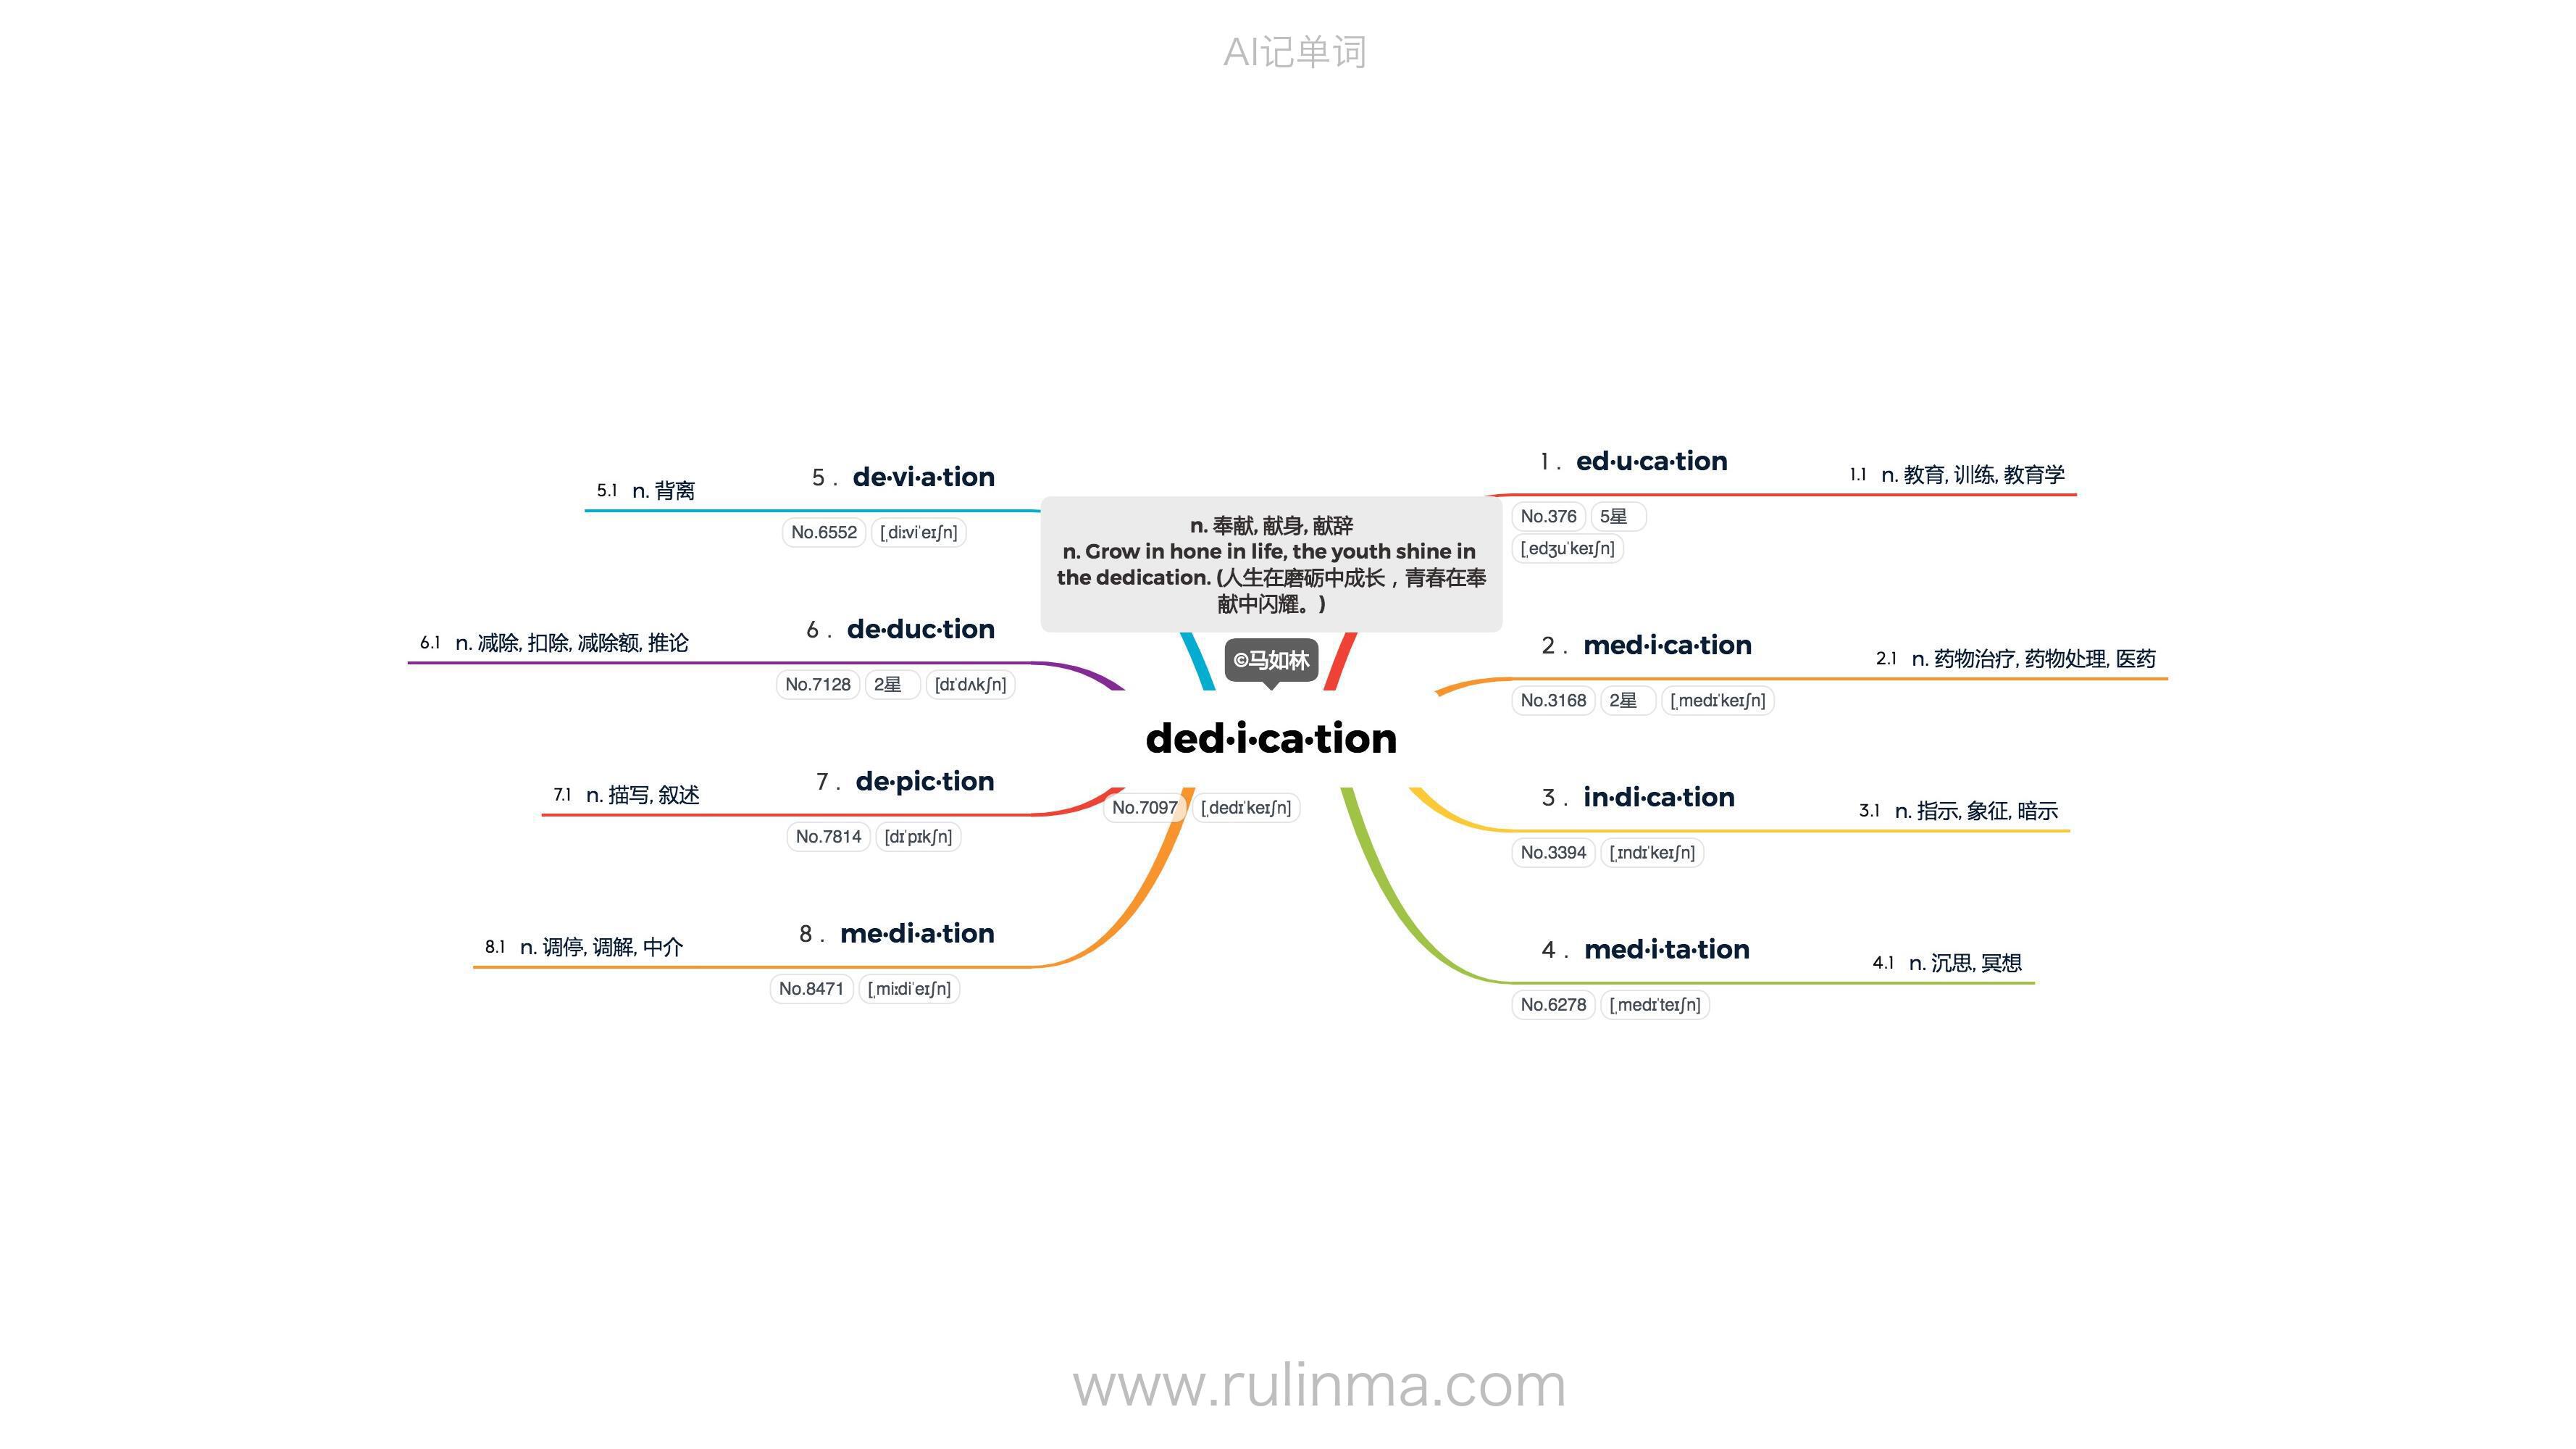 AI记单词
n. 奉献, 献身, 献辞
n. Grow in hone in life, the youth shine in
the dedication. (人生在磨砺中成长，青春在奉
献中闪耀。)
©马如林
ded·i·ca·tion
No.7097 [ˌdedɪˈkeɪʃn]
1. ed·u·ca·tion
No.376 5星
[ˌedʒuˈkeɪʃn]
1.1 n. 教育, 训练, 教育学
2. med·i·ca·tion
No.3168 2星 [ˌmedɪˈkeɪʃn]
2.1 n. 药物治疗, 药物处理, 医药
3. in·di·ca·tion
No.3394 [ˌɪndɪˈkeɪʃn]
3.1 n. 指示, 象征, 暗示
4. med·i·ta·tion
No.6278 [ˌmedɪˈteɪʃn]
4.1 n. 沉思, 冥想
5. de·vi·a·tion
No.6552 [ˌdiːviˈeɪʃn]
5.1 n. 背离
6. de·duc·tion
No.7128 2星 [dɪˈdʌkʃn]
6.1 n. 减除, 扣除, 减除额, 推论
7. de·pic·tion
No.7814 [dɪˈpɪkʃn]
7.1 n. 描写, 叙述
8. me·di·a·tion
No.8471 [ˌmiːdiˈeɪʃn]
8.1 n. 调停, 调解, 中介
www.rulinma.com